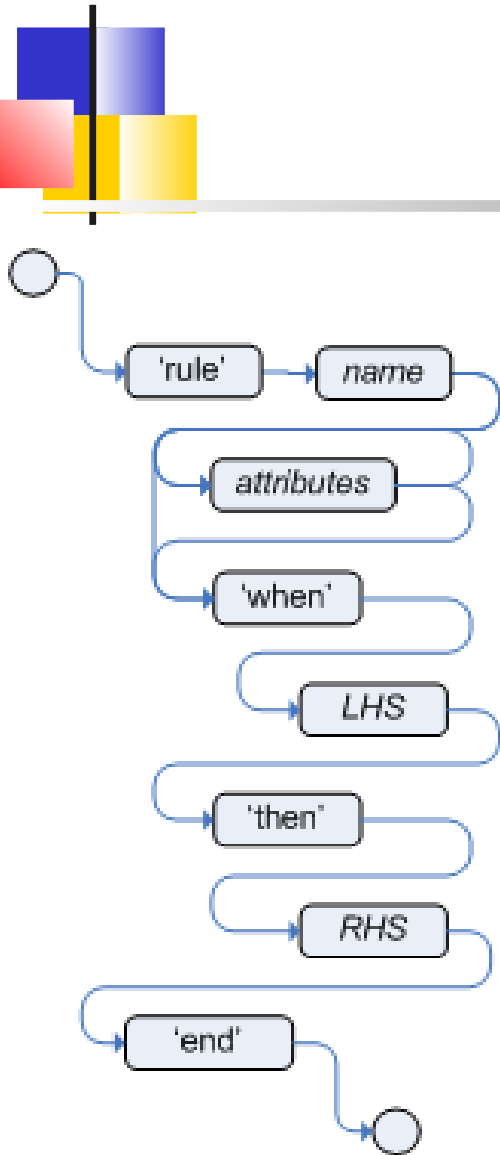 ‘rule’ name
attributes
‘when’
LHS
‘then’
RHS
‘end’